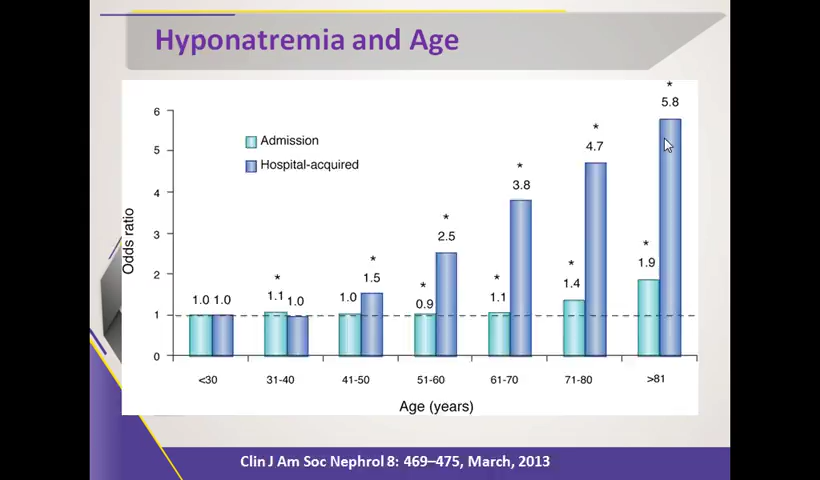 Hyponatremia and Age
6
5
4
3
2
1
0
Odds ratio
Admission
Hospital-acquired
1.0 1.0
* 1.1 1.0
1.0 * 1.5
* 0.9 * 2.5
* 1.1 * 3.8
* 1.4 * 4.7
* 1.9 * 5.8
<30 31-40 41-50 51-60 61-70 71-80 >81
Age (years)
Clin J Am Soc Nephrol 8: 469–475, March, 2013